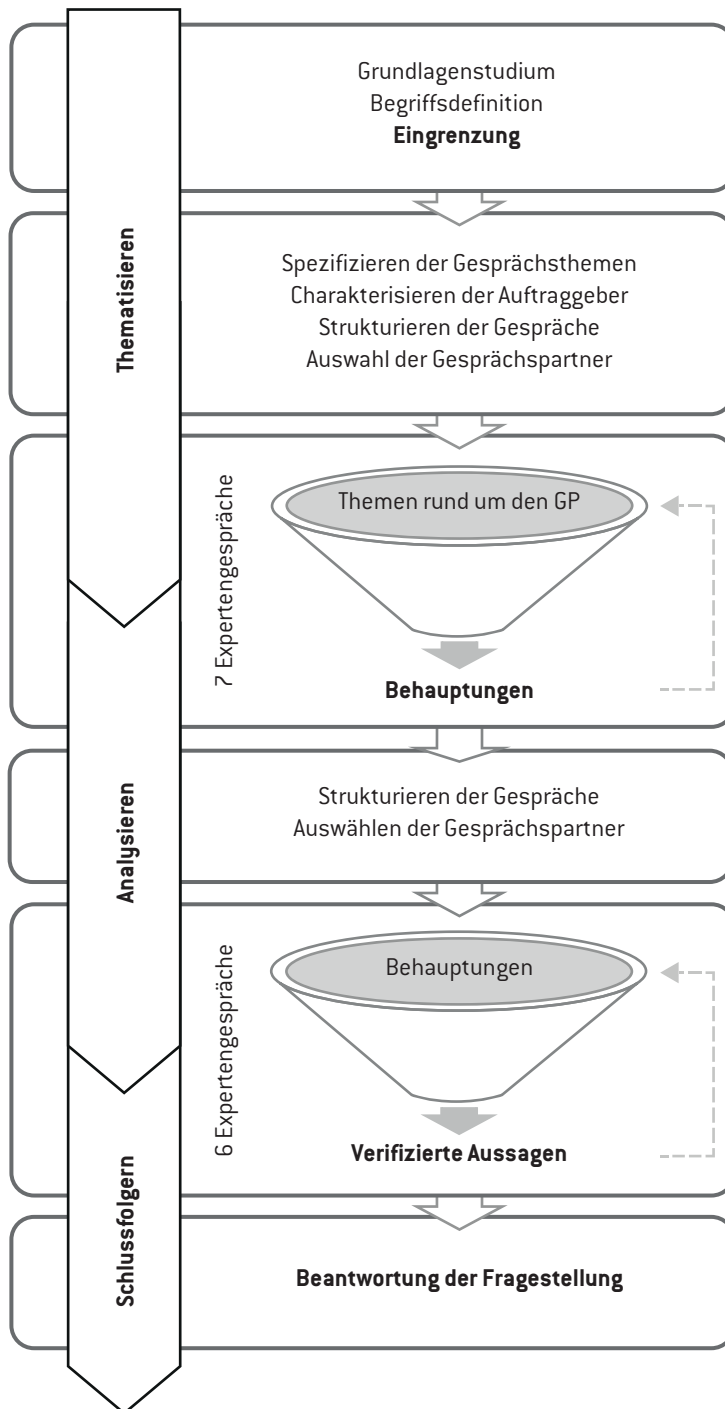 Thematisieren
Grundlagenstudium
Begriffsdefinition
Eingrenzung
Spezifizieren der Gesprächsthemen
Charakterisieren der Auftraggeber
Strukturieren der Gespräche
Auswahl der Gesprächspartner
7 Expertengespräche
Themen rund um den GP
Behauptungen
Analysieren
Strukturieren der Gespräche
Auswählen der Gesprächspartner
6 Expertengespräche
Behauptungen
Verifizierte Aussagen
Schlussfolgern
Beantwortung der Fragestellung